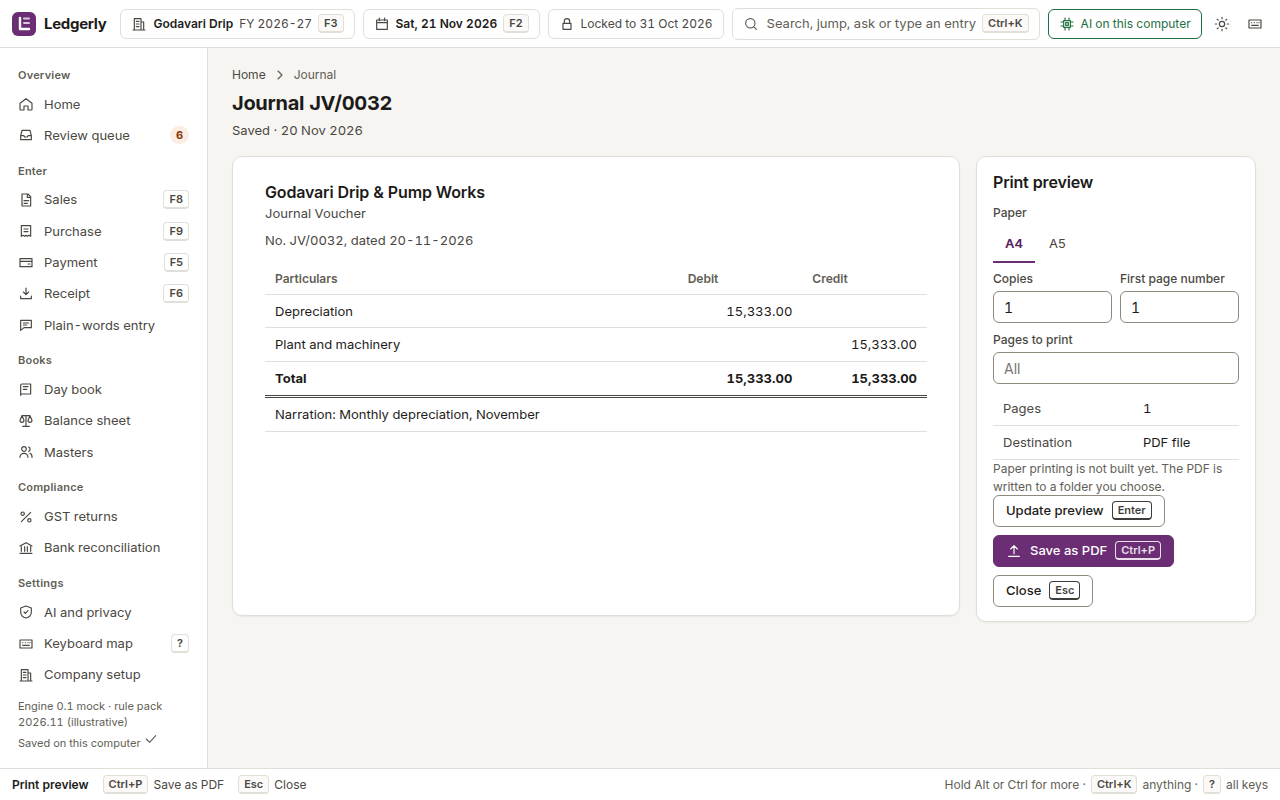 Ledgerly
Godavari Drip FY 2026-27 F3
Sat, 21 Nov 2026 F2
Locked to 31 Oct 2026
Search, jump, ask or type an entry Ctrl+K
AI on this computer
Overview
Home
Review queue 6
Enter
Sales F8
Purchase F9
Payment F5
Receipt F6
Plain-words entry
Books
Day book
Balance sheet
Masters
Compliance
GST returns
Bank reconciliation
Settings
AI and privacy
Keyboard map ?
Company setup
Engine 0.1 mock · rule pack
2026.11 (illustrative)
Saved on this computer
Home > Journal
Journal JV/0032
Saved · 20 Nov 2026
Godavari Drip & Pump Works
Journal Voucher
No. JV/0032, dated 20-11-2026
Particulars Debit Credit
Depreciation 15,333.00
Plant and machinery 15,333.00
Total 15,333.00 15,333.00
Narration: Monthly depreciation, November
Print preview
Paper
A4 A5
Copies First page number
1 1
Pages to print
All
Pages 1
Destination PDF file
Paper printing is not built yet. The PDF is
written to a folder you choose.
Update preview Enter
Save as PDF Ctrl+P
Close Esc
Print preview Ctrl+P Save as PDF Esc Close
Hold Alt or Ctrl for more · Ctrl+K anything · ? all keys